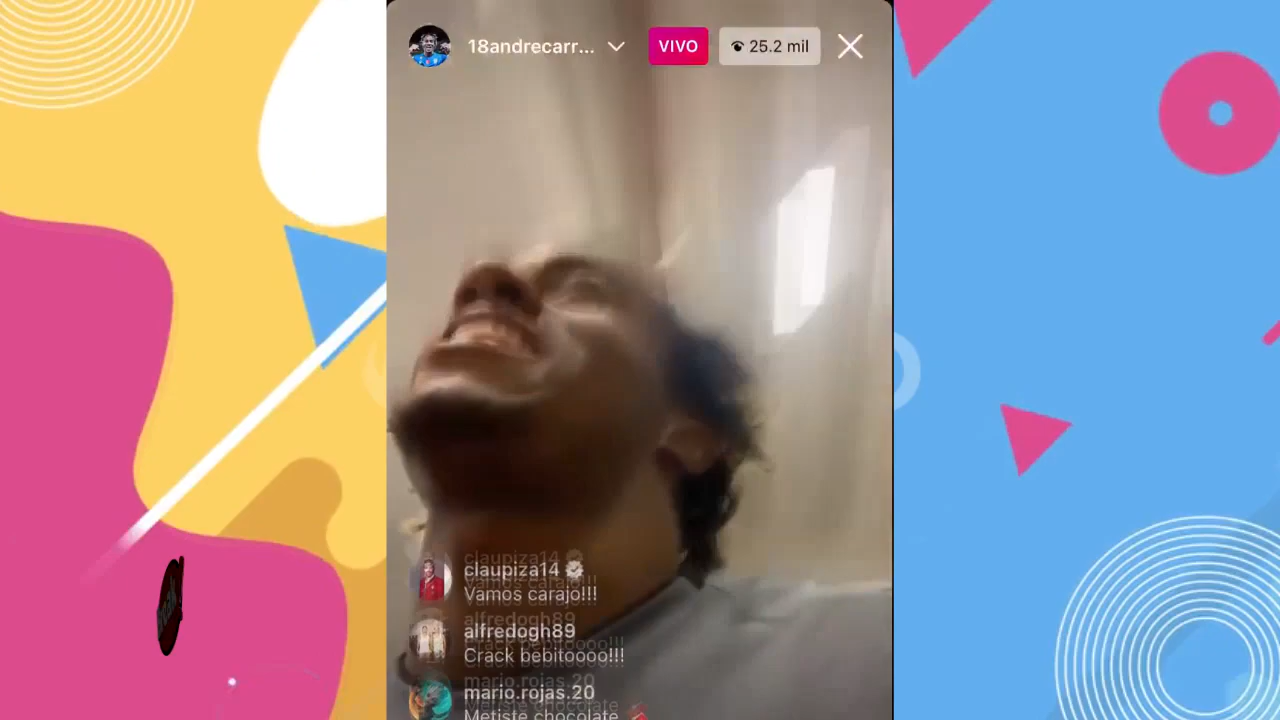 18andrecarr...
VIVO
25.2 mil
claupiza14
Vamos carajo!!!
alfredogh89
Crack bebitoooo!!!
mario.rojas.20
Metiste chocolate